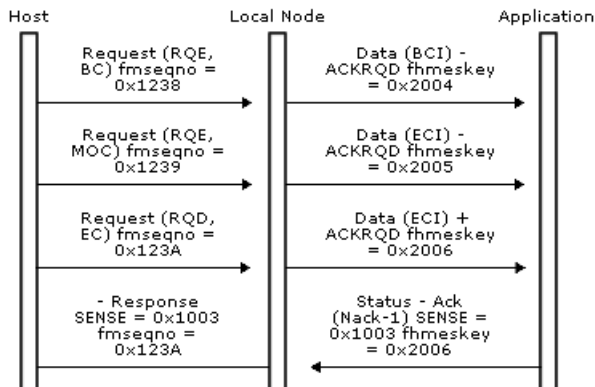 Host
Local Node
Application
Request (RQE,
BC) fmseqno =
0x1238
Data (BCI) -
ACKRQD fhmeskey
= 0x2004
Request (RQE,
MOC) fmseqno =
0x1239
Data (ECI) -
ACKRQD fhmeskey
= 0x2005
Request (RQD,
EC) fmseqno =
0x123A
Data (ECI) +
ACKRQD fhmeskey
= 0x2006
- Response
SENSE = 0x1003
fmseqno =
0x123A
Status - Ack
(Nack-1) SENSE =
0x1003 fhmeskey
= 0x2006